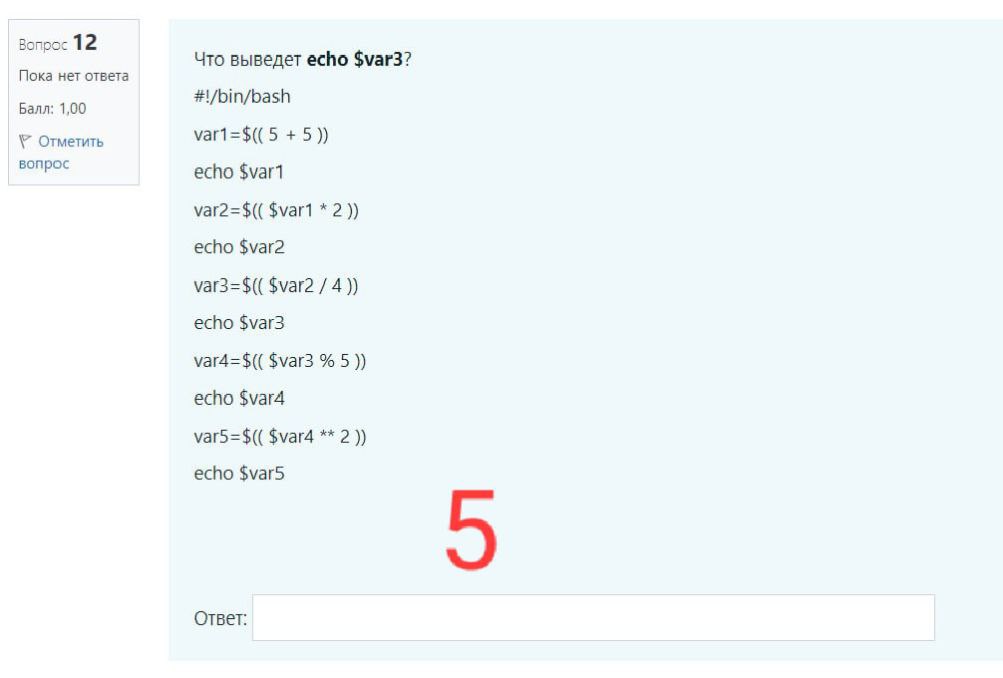 Вопрос 12
Пока нет ответа
Балл: 1,00
Отметить
вопрос
Что выведет echo $var3?
#!/bin/bash
var1=$(( 5 + 5 ))
echo $var1
var2=$(( $var1 * 2 ))
echo $var2
var3=$(( $var2 / 4 ))
echo $var3
var4=$(( $var3 % 5 ))
echo $var4
var5=$(( $var4 ** 2 ))
echo $var5
5
Ответ: